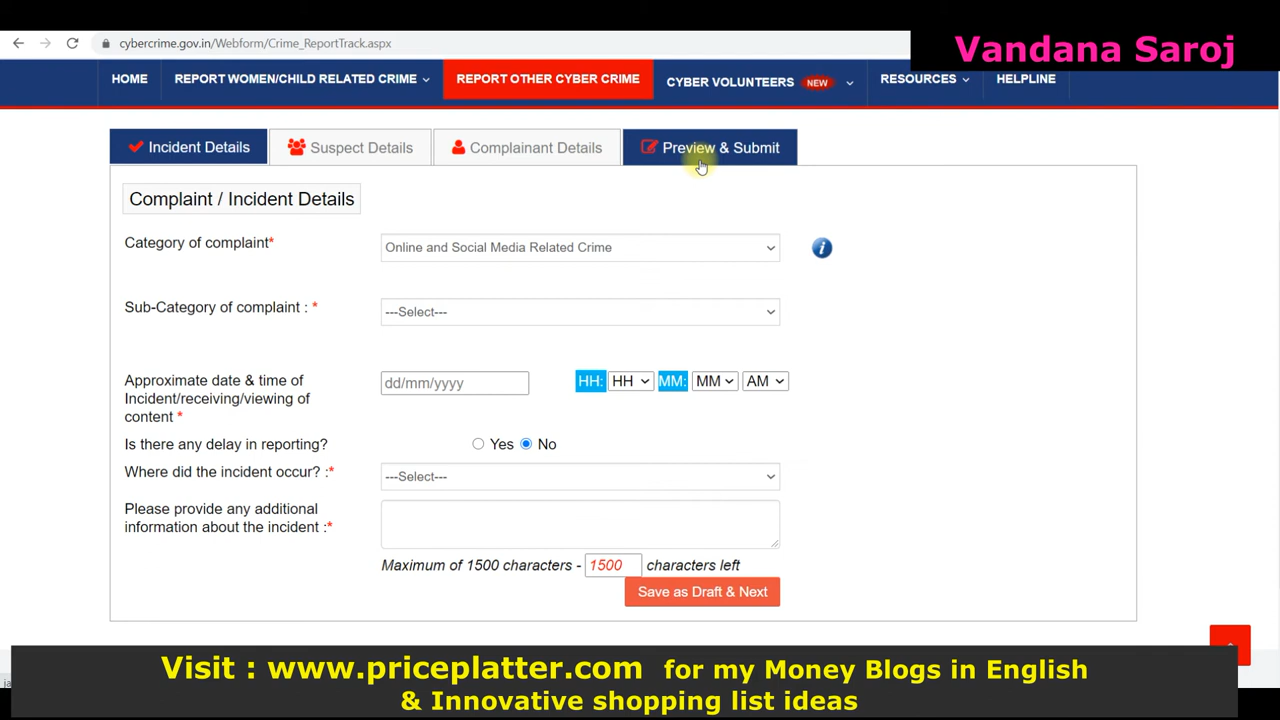 cybercrime.gov.in/Webform/Crime_ReportTrack.aspx
Vandana Saroj
HOME REPORT WOMEN/CHILD RELATED CRIME REPORT OTHER CYBER CRIME CYBER VOLUNTEERS NEW RESOURCES HELPLINE
Incident Details Suspect Details Complainant Details Preview & Submit
Complaint / Incident Details
Category of complaint* Online and Social Media Related Crime
Sub-Category of complaint : * ---Select---
Approximate date & time of
Incident/receiving/viewing of
content *
dd/mm/yyyy HH: HH MM: MM AM
Is there any delay in reporting? Yes No
Where did the incident occur? :* ---Select---
Please provide any additional
information about the incident :*
Maximum of 1500 characters - 1500 characters left
Save as Draft & Next
Visit : www.priceplatter.com for my Money Blogs in English
& Innovative shopping list ideas